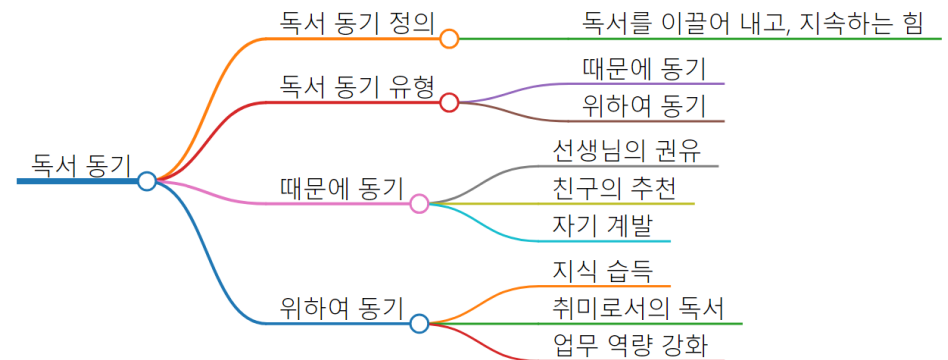 독서 동기
독서 동기 정의
독서를 이끌어 내고, 지속하는 힘
독서 동기 유형
때문에 동기
위하여 동기
때문에 동기
선생님의 권유
친구의 추천
자기 계발
위하여 동기
지식 습득
취미로서의 독서
업무 역량 강화